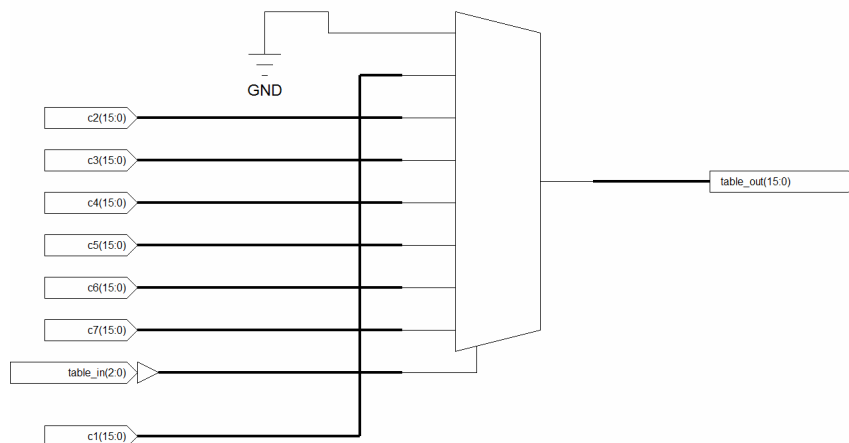 GND
c2(15:0)
c3(15:0)
table_out(15:0)
c4(15:0)
c5(15:0)
c6(15:0)
c7(15:0)
table_in(2:0)
c1(15:0)